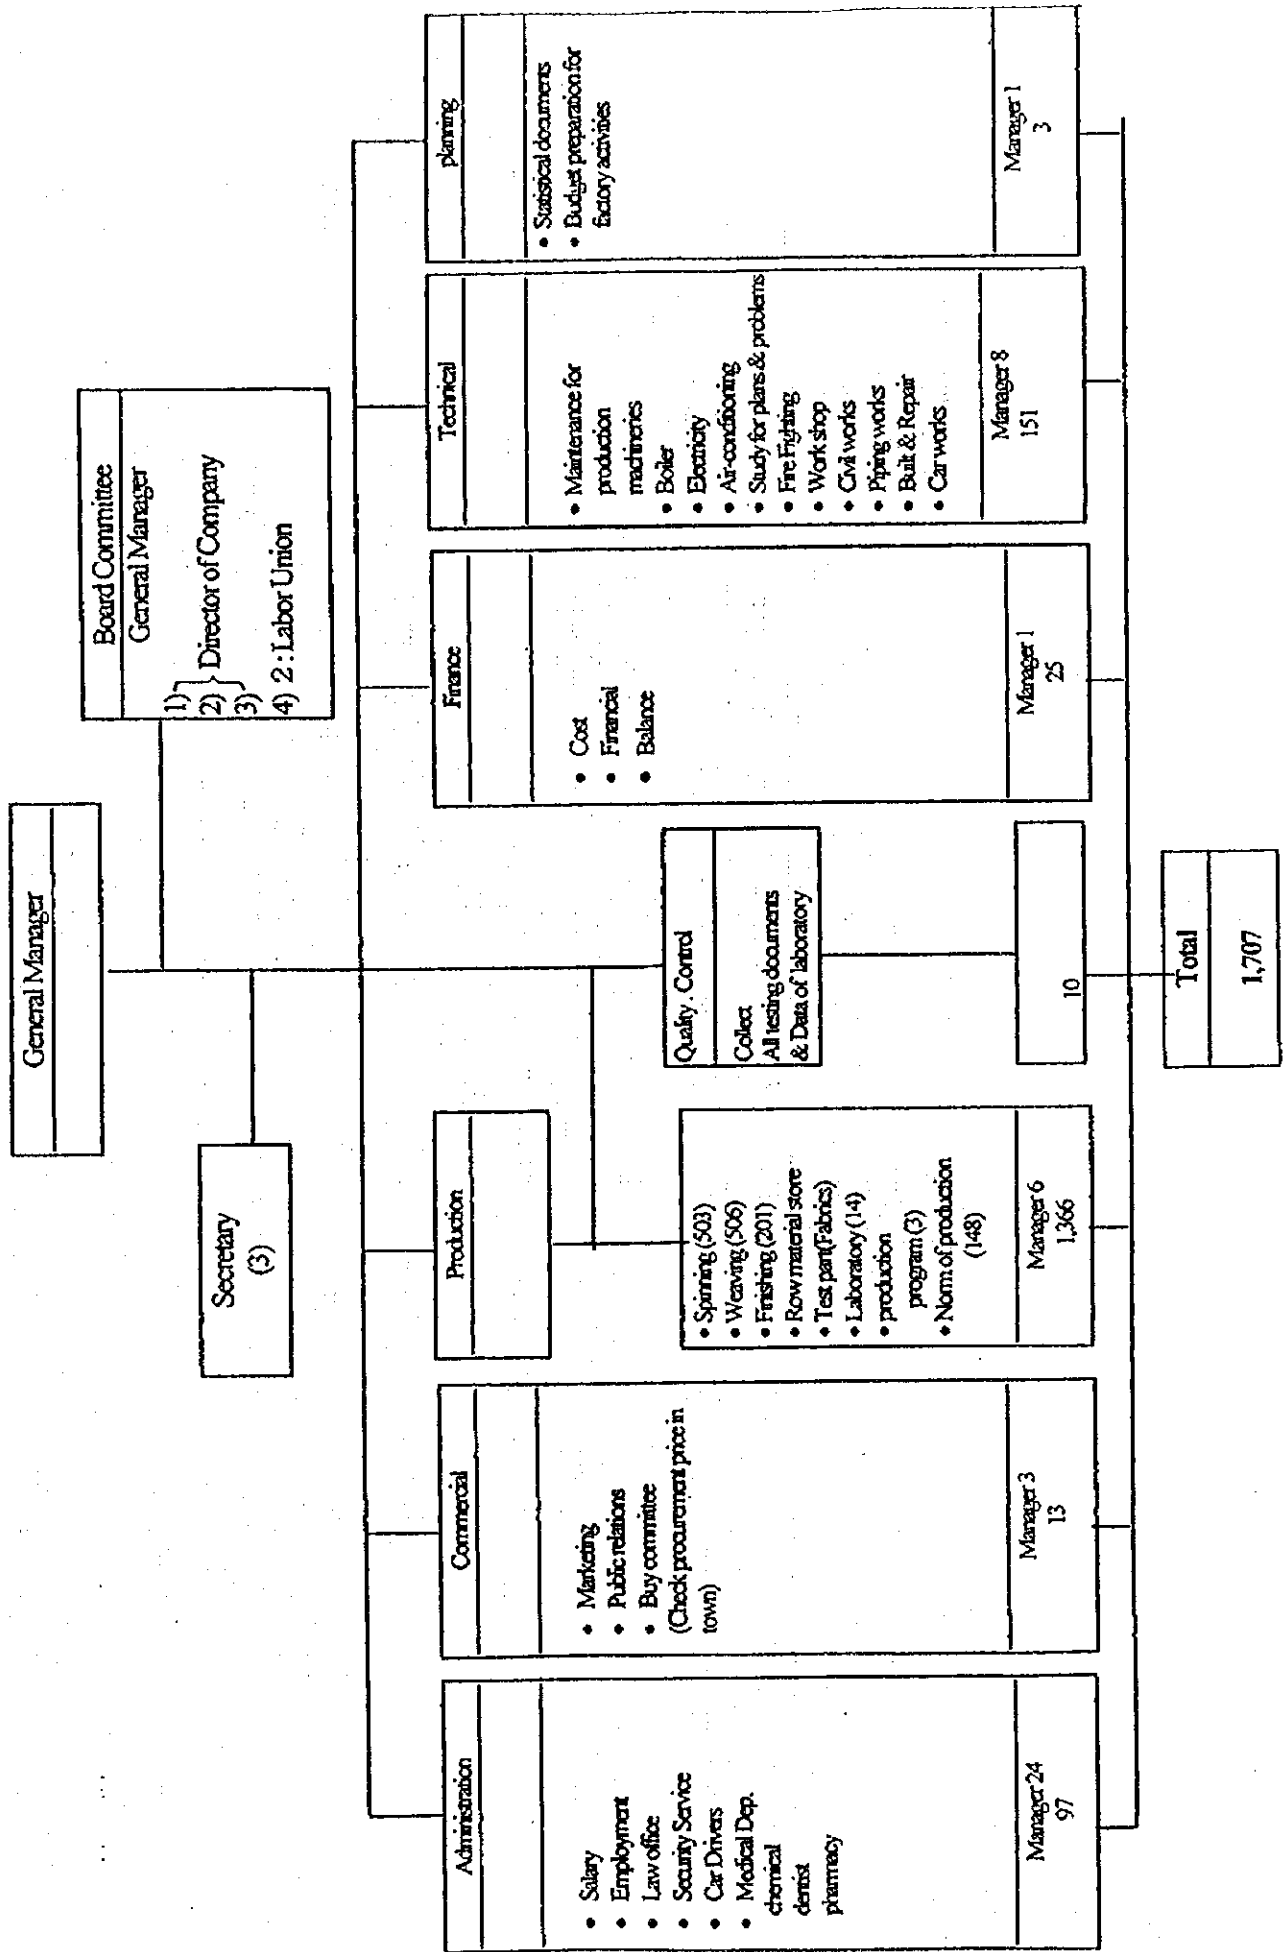 General Manager
Board Committee
General Manager
1)
2) Director of Company
3)
4) 2 : Labor Union
Secretary
(3)
Administration
• Salary
• Employment
• Law office
• Security Service
• Car Drivers
• Medical Dep.
chemical
dentist
pharmacy
Manager 24
97
Commercial
• Marketing
• Public relations
• Buy committee
(Check procurement price in
town)
Manager 3
13
Production
• Spinning (503)
• Weaving (506)
• Finishing (201)
• Row material store
• Test part(Fabrics)
• Laboratory (14)
• production
program (3)
• Norm of production
(148)
Manager 6
1,366
Quality . Control
Collect
All testing documents
& Data of laboratory
10
Finance
• Cost
• Financial
• Balance
Manager 1
25
Technical
• Maintenance for
production
machineries
• Boiler
• Electricity
• Air-conditioning
• Study for plans & problems
• Fire Fighting
• Work shop
• Civil works
• Piping works
• Built & Repair
• Car works
Manager 8
151
planning
• Statistical documents
• Budget preparation for
factory activities
Manager 1
3
Total
1,707